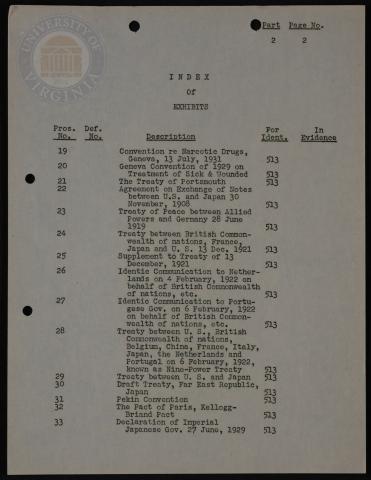 UNIVERSITY OF
VIRGINIA
Part Page No.
2 2
INDEX
Of
EXHIBITS
Pros. Def. For In
No. No. Description Ident. Evidence
19 Convention re Narcotic Drugs,
Geneva, 13 July, 1931 513
20 Geneva Convention of 1929 on
Treatment of Sick & Wounded 513
21 The Treaty of Portsmouth 513
22 Agreement on Exchange of Notes
between U.S. and Japan 30
November, 1908 513
23 Treaty of Peace between Allied
Powers and Germany 28 June
1919 513
24 Treaty between British Common-
wealth of nations, France,
Japan and U. S. 13 Dec. 1921 513
25 Supplement to Treaty of 13
December, 1921 513
26 Identic Communication to Nether-
lands on 4 February, 1922 on
behalf of British Commonwealth
of nations, etc. 513
27 Identic Communication to Portu-
gese Gov. on 6 February, 1922
on behalf of British Common-
wealth of nations, etc. 513
28 Treaty between U. S., British
Commonwealth of nations,
Belgium, China, France, Italy,
Japan, the Netherlands and
Portugal on 6 February, 1922,
known as Nine-Power Treaty 513
29 Treaty between U. S. and Japan 513
30 Draft Treaty, Far East Republic,
Japan 513
31 Pekin Convention 513
32 The Pact of Paris, Kellogg-
Briand Pact 513
33 Declaration of Imperial
Japanese Gov. 27 June, 1929 513